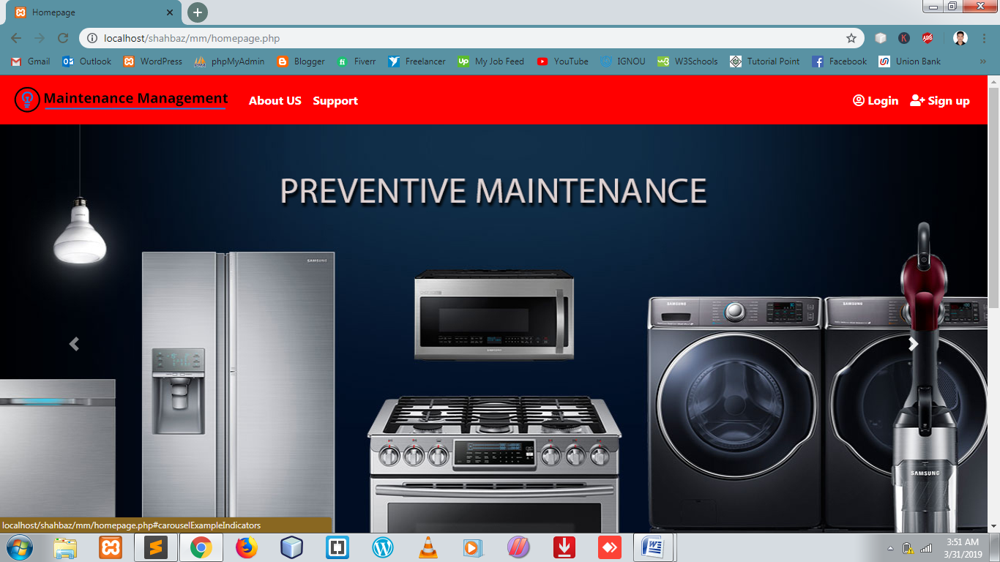 Homepage
localhost/shahbaz/mm/homepage.php
K
ABS
Gmail Outlook WordPress phpMyAdmin Blogger Fiverr Freelancer My Job Feed YouTube IGNOU W3Schools Tutorial Point Facebook Union Bank
Maintenance Management About US Support Login Sign up
PREVENTIVE MAINTENANCE
SAMSUNG
SAMSUNG
SAMSUNG
SAMSUNG
SAMSUNG
localhost/shahbaz/mm/homepage.php#carouselExampleIndicators
3:51 AM
3/31/2019